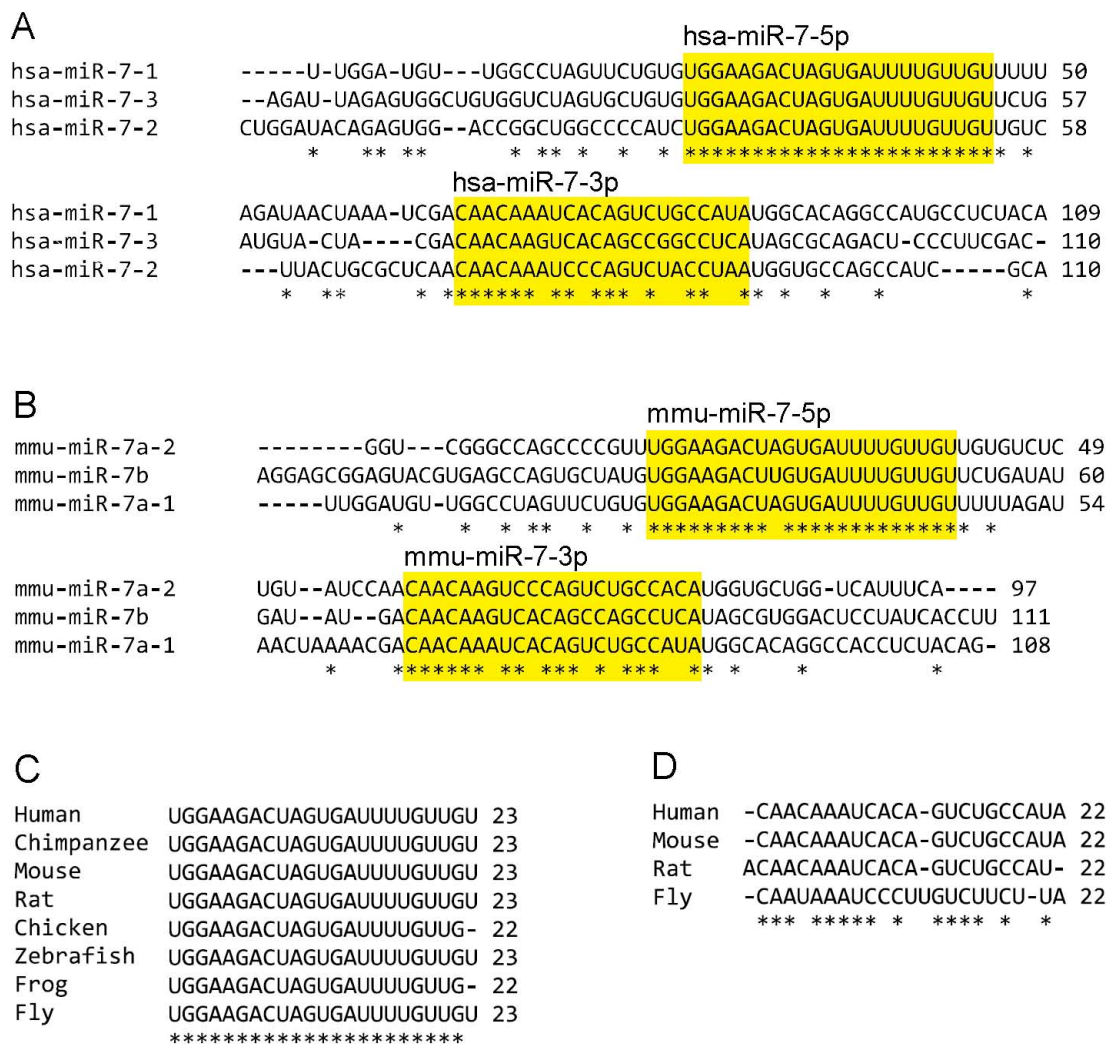 A
hsa-miR-7-5p
hsa-miR-7-1 -----U-UGGA-UGU---UGGCCUAGUUCUGUGUGGAAGACUAGUGAUUUUGUUGUUUUU 50
hsa-miR-7-3 --AGAU-UAGAGUGGCUGUGGUCUAGUGCUGUGUGGAAGACUAGUGAUUUUGUUGUUCUG 57
hsa-miR-7-2 CUGGAUACAGAGUGG--ACCGGCUGGCCCCAUCUGGAAGACUAGUGAUUUUGUUGUUGUC 58
* ** ** * ** * * * *********************** * *
hsa-miR-7-3p
hsa-miR-7-1 AGAUAACUAAA-UCGACAACAAAUCACAGUCUGCCAUAUGGCACAGGCCAUGCCUCUACA 109
hsa-miR-7-3 AUGUA-CUA----CGACAACAAGUCACAGCCGGCCUCAUAGCGCAGACU-CCCUUCGAC- 110
hsa-miR-7-2 ---UUACUGCGCUCAACAACAAAUCCCAGUCUACCUAAUGGUGCCAGCCAUC-----GCA 110
* ** * ******* ** *** * ** ** * * * *
B
mmu-miR-7-5p
mmu-miR-7a-2 --------GGU---CGGGCCAGCCCCGUUUGGAAGACUAGUGAUUUUGUUGUUGUGUCUC 49
mmu-miR-7b AGGAGCGGAGUACGUGAGCCAGUGCUAUGUGGAAGACUUGUGAUUUUGUUGUUCUGAUAU 60
mmu-miR-7a-1 -----UUGGAUGU-UGGCCUAGUUCUGUGUGGAAGACUAGUGAUUUUGUUGUUUUUAGAU 54
* * * ** * * ********* ************** *
mmu-miR-7-3p
mmu-miR-7a-2 UGU--AUCCAACAACAAGUCCCAGUCUGCCACAUGGUGCUGG-UCAUUUCA---- 97
mmu-miR-7b GAU--AU--GACAACAAGUCACAGCCAGCCUCAUAGCGUGGACUCCUAUCACCUU 111
mmu-miR-7a-1 AACUAAAACGACAACAAAUCACAGUCUGCCAUAUGGCACAGGCCACCUCUACAG- 108
* ******* ** *** * *** ** * * *
C
Human UGGAAGACUAGUGAUUUUGUUGU 23
Chimpanzee UGGAAGACUAGUGAUUUUGUUGU 23
Mouse UGGAAGACUAGUGAUUUUGUUGU 23
Rat UGGAAGACUAGUGAUUUUGUUGU 23
Chicken UGGAAGACUAGUGAUUUUGUUG- 22
Zebrafish UGGAAGACUAGUGAUUUUGUUGU 23
Frog UGGAAGACUAGUGAUUUUGUUG- 22
Fly UGGAAGACUAGUGAUUUUGUUGU 23
**********************
D
Human -CAACAAAUCACA-GUCUGCCAUA 22
Mouse -CAACAAAUCACA-GUCUGCCAUA 22
Rat ACAACAAAUCACA-GUCUGCCAU- 22
Fly -CAAUAAAUCCCUUGUCUUCU-UA 22
*** ***** * **** * *